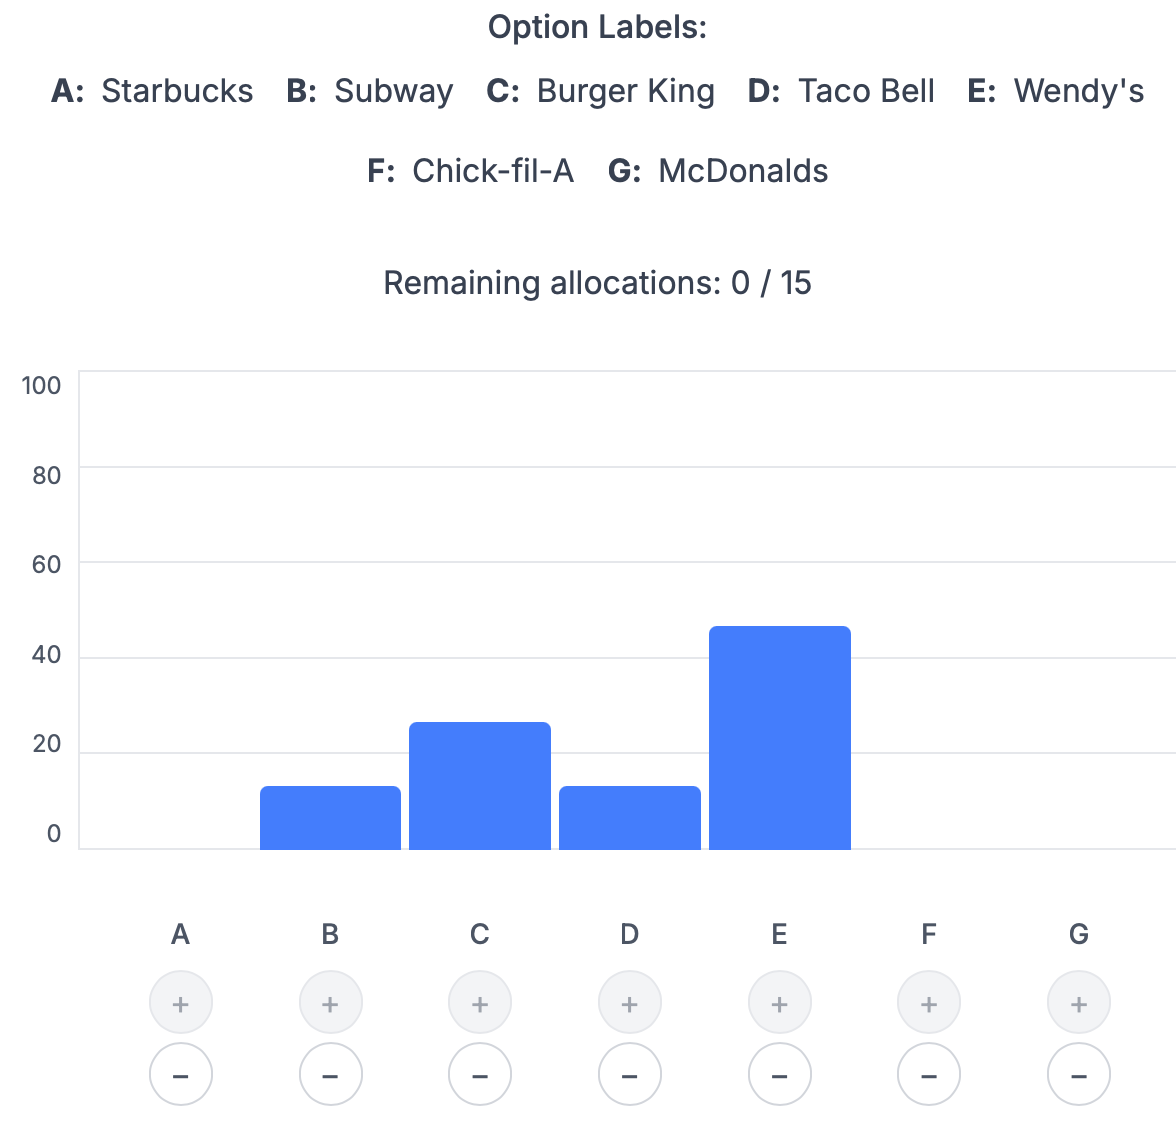 Option Labels:
A: Starbucks B: Subway C: Burger King D: Taco Bell E: Wendy's
F: Chick-fil-A G: McDonalds
Remaining allocations: 0 / 15
100
80
60
40
20
0
A B C D E F G
+ + + + + + +
− − − − − − −